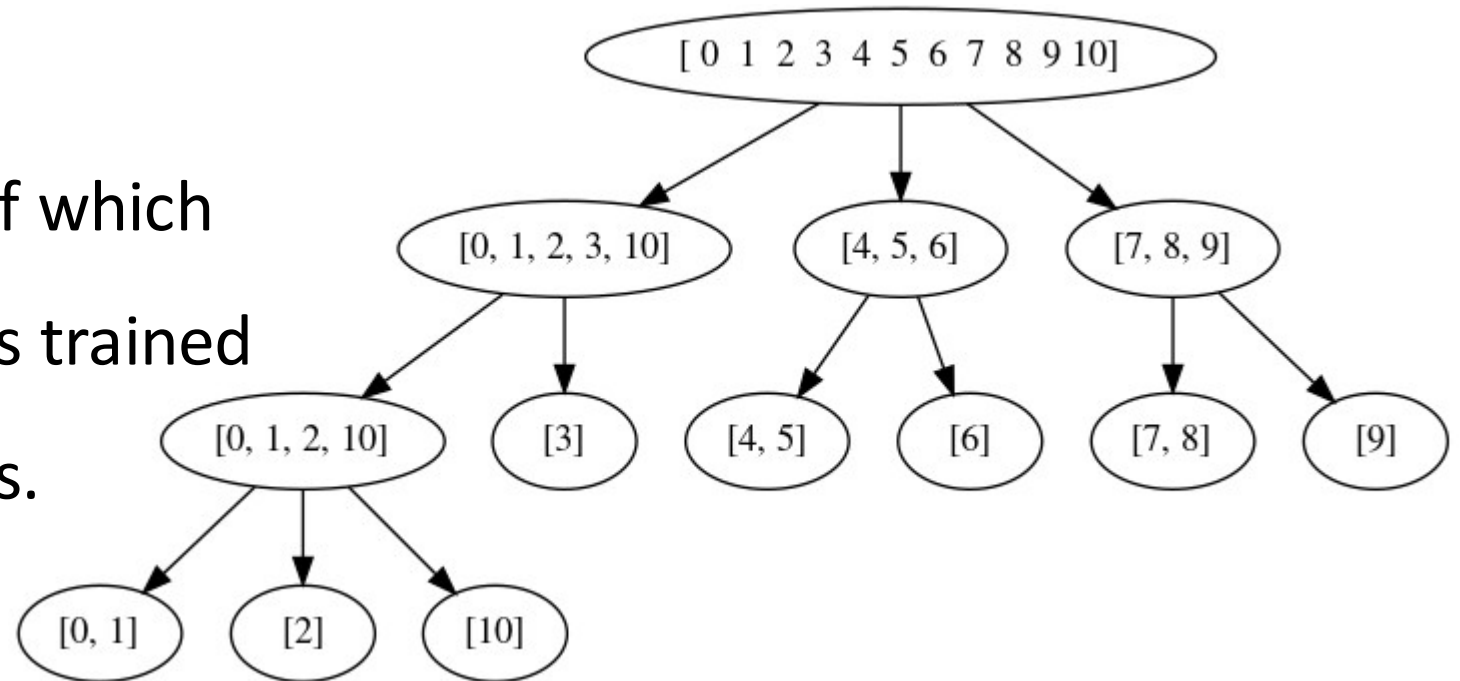 [ 0 1 2 3 4 5 6 7 8 9 10]
f which
[0, 1, 2, 3, 10] [4, 5, 6] [7, 8, 9]
s trained
[0, 1, 2, 10] [3] [4, 5] [6] [7, 8] [9]
s.
[0, 1] [2] [10]